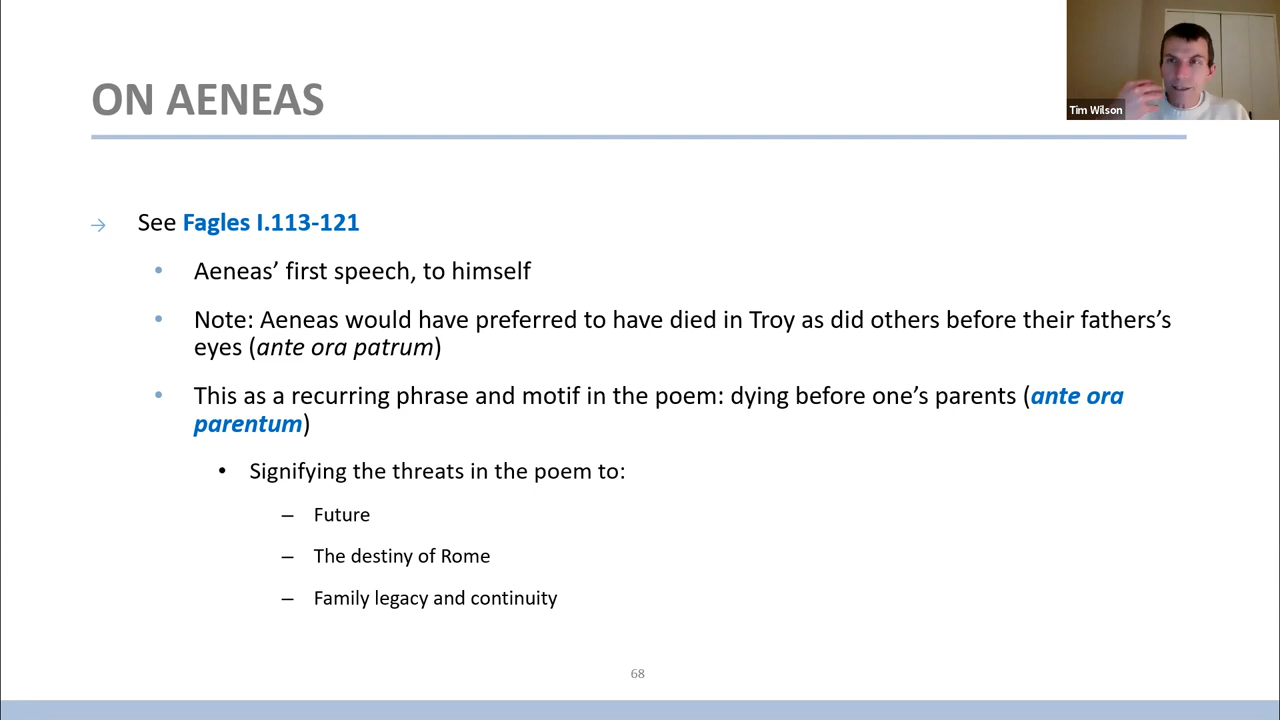 ON AENEAS
Tim Wilson
→ See Fagles I.113-121
• Aeneas’ first speech, to himself
• Note: Aeneas would have preferred to have died in Troy as did others before their fathers’s
eyes (ante ora patrum)
• This as a recurring phrase and motif in the poem: dying before one’s parents (ante ora
parentum)
• Signifying the threats in the poem to:
– Future
– The destiny of Rome
– Family legacy and continuity
68